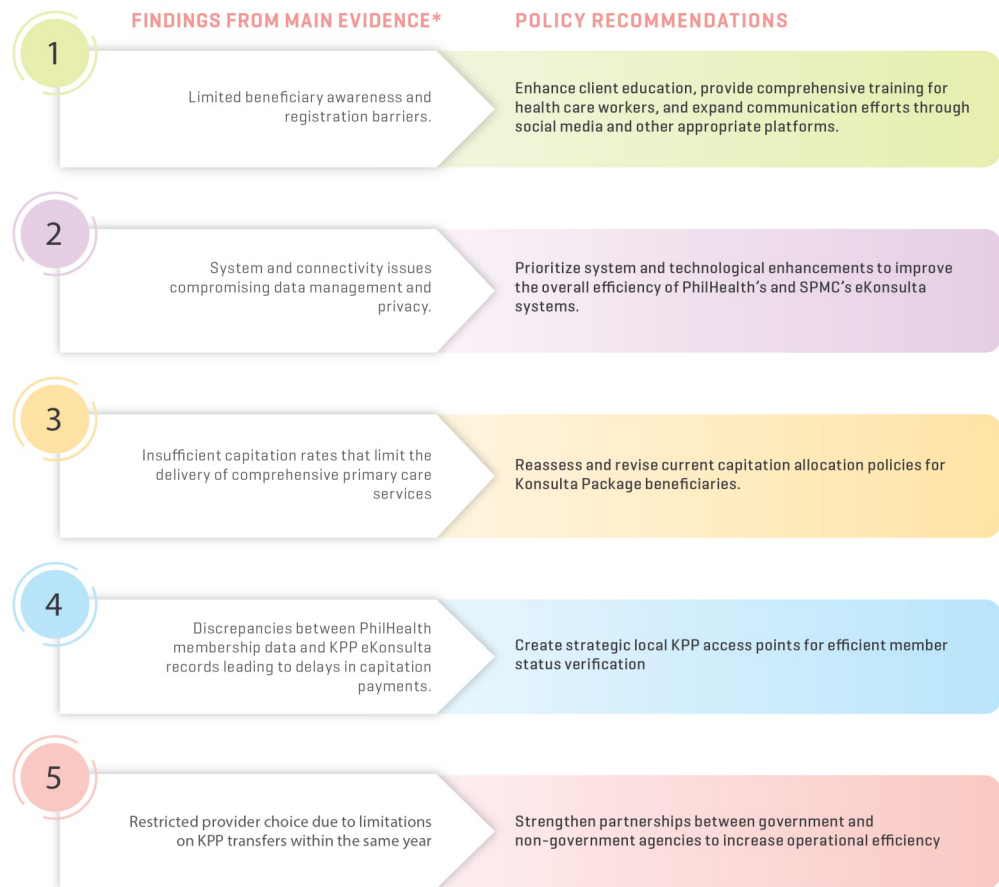 FINDINGS FROM MAIN EVIDENCE*
POLICY RECOMMENDATIONS
1
Limited beneficiary awareness and
registration barriers.
Enhance client education, provide comprehensive training for
health care workers, and expand communication efforts through
social media and other appropriate platforms.
2
System and connectivity issues
compromising data management and
privacy.
Prioritize system and technological enhancements to improve
the overall efficiency of PhilHealth's and SPMC's eKonsulta
systems.
3
Insufficient capitation rates that limit the
delivery of comprehensive primary care
services
Reassess and revise current capitation allocation policies for
Konsulta Package beneficiaries.
4
Discrepancies between PhilHealth
membership data and KPP eKonsulta
records leading to delays in capitation
payments.
Create strategic local KPP access points for efficient member
status verification
5
Restricted provider choice due to limitations
on KPP transfers within the same year
Strengthen partnerships between government and
non-government agencies to increase operational efficiency